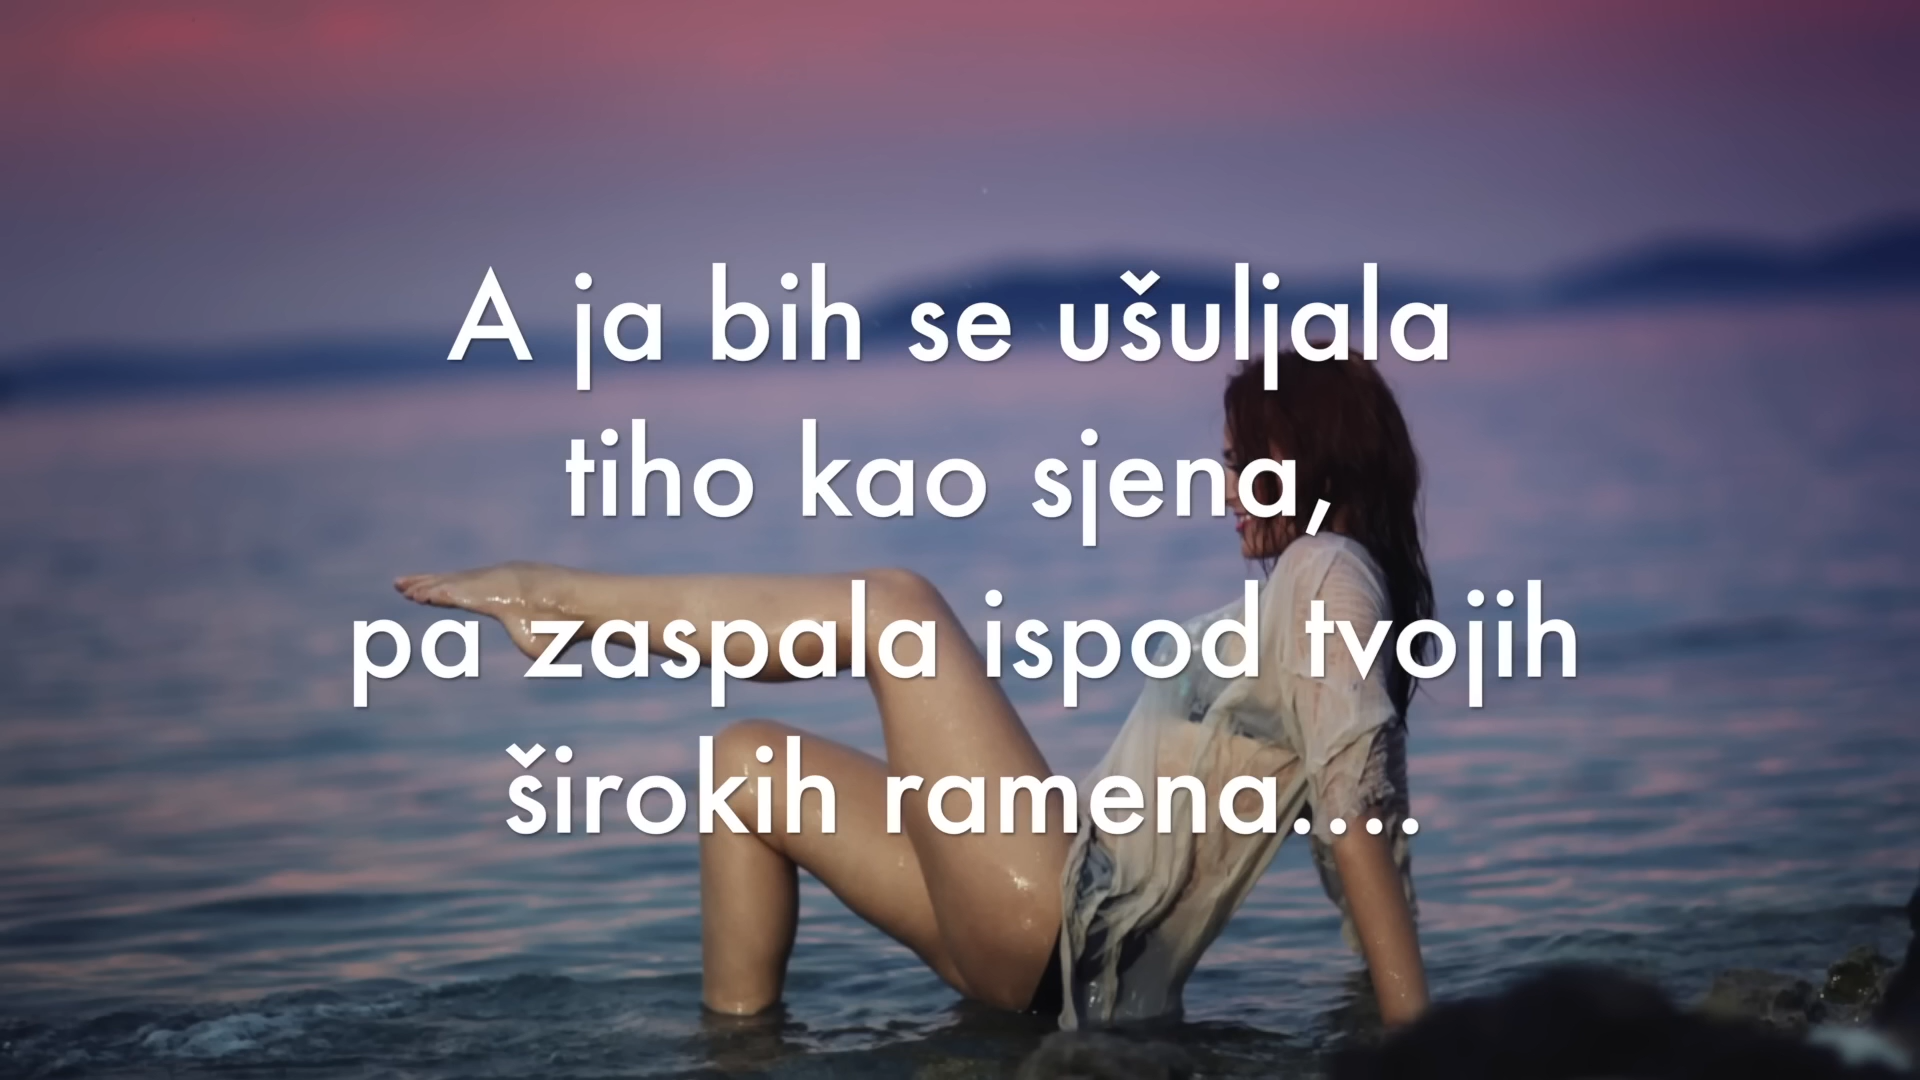 A ja bih se ušuljala
tiho kao sjena,
pa zaspala ispod tvojih
širokih ramena....